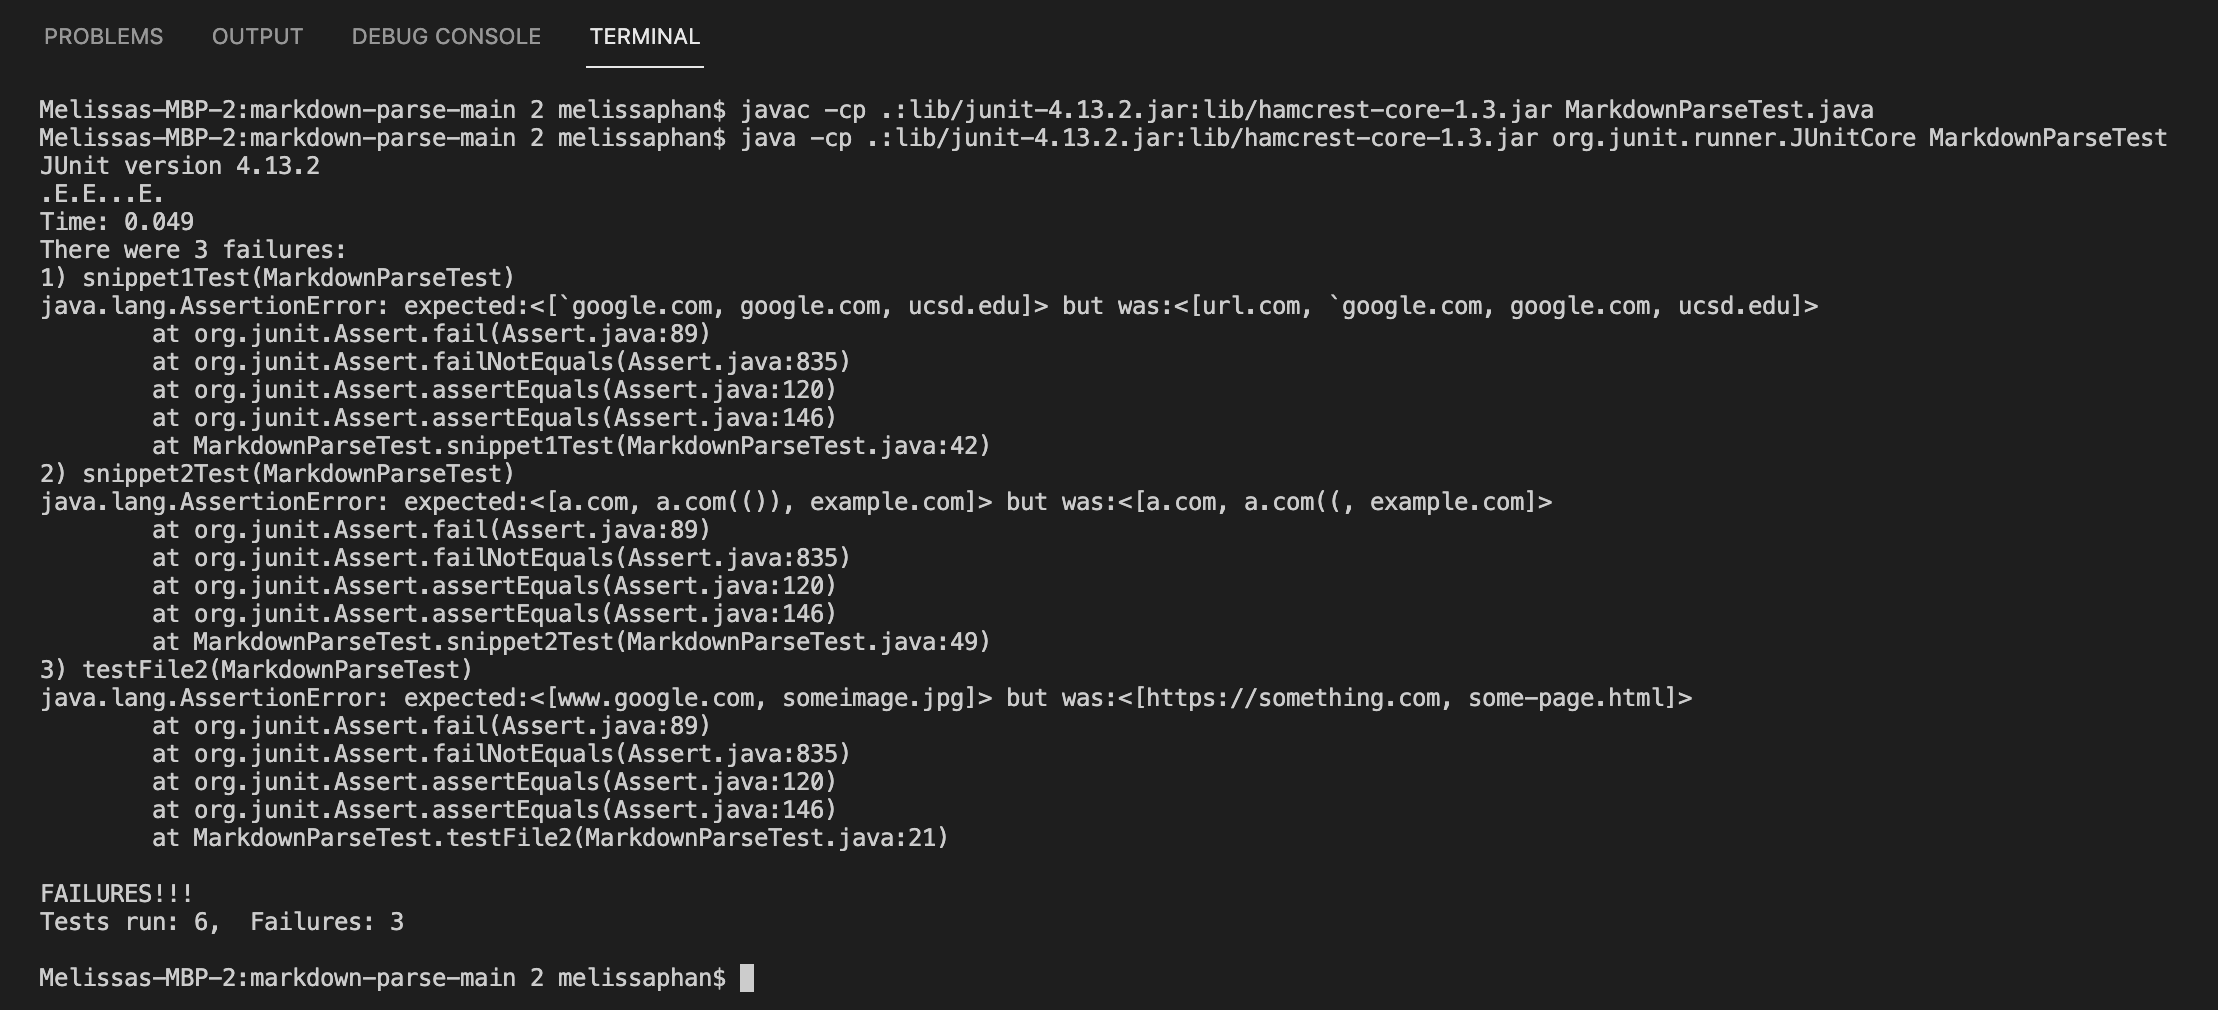 PROBLEMS OUTPUT DEBUG CONSOLE TERMINAL
Melissas-MBP-2:markdown-parse-main 2 melissaphan$ javac -cp .:lib/junit-4.13.2.jar:lib/hamcrest-core-1.3.jar MarkdownParseTest.java
Melissas-MBP-2:markdown-parse-main 2 melissaphan$ java -cp .:lib/junit-4.13.2.jar:lib/hamcrest-core-1.3.jar org.junit.runner.JUnitCore MarkdownParseTest
JUnit version 4.13.2
.E.E...E.
Time: 0.049
There were 3 failures:
1) snippet1Test(MarkdownParseTest)
java.lang.AssertionError: expected:<[`google.com, google.com, ucsd.edu]> but was:<[url.com, `google.com, google.com, ucsd.edu]>
        at org.junit.Assert.fail(Assert.java:89)
        at org.junit.Assert.failNotEquals(Assert.java:835)
        at org.junit.Assert.assertEquals(Assert.java:120)
        at org.junit.Assert.assertEquals(Assert.java:146)
        at MarkdownParseTest.snippet1Test(MarkdownParseTest.java:42)
2) snippet2Test(MarkdownParseTest)
java.lang.AssertionError: expected:<[a.com, a.com(()), example.com]> but was:<[a.com, a.com((, example.com]>
        at org.junit.Assert.fail(Assert.java:89)
        at org.junit.Assert.failNotEquals(Assert.java:835)
        at org.junit.Assert.assertEquals(Assert.java:120)
        at org.junit.Assert.assertEquals(Assert.java:146)
        at MarkdownParseTest.snippet2Test(MarkdownParseTest.java:49)
3) testFile2(MarkdownParseTest)
java.lang.AssertionError: expected:<[www.google.com, someimage.jpg]> but was:<[https://something.com, some-page.html]>
        at org.junit.Assert.fail(Assert.java:89)
        at org.junit.Assert.failNotEquals(Assert.java:835)
        at org.junit.Assert.assertEquals(Assert.java:120)
        at org.junit.Assert.assertEquals(Assert.java:146)
        at MarkdownParseTest.testFile2(MarkdownParseTest.java:21)
FAILURES!!!
Tests run: 6,  Failures: 3
Melissas-MBP-2:markdown-parse-main 2 melissaphan$